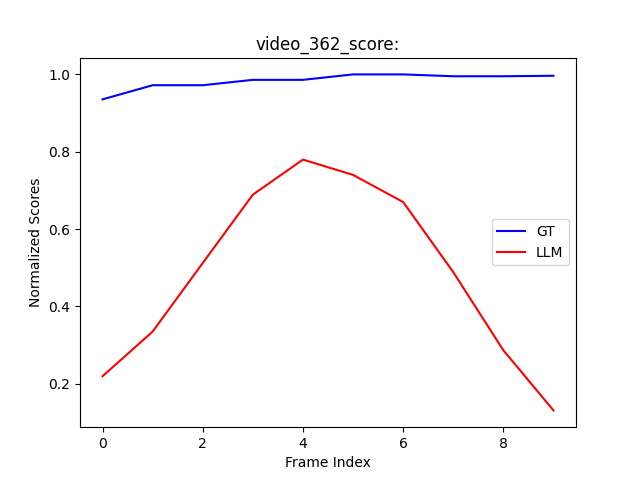 video_362_score:
Normalized Scores
1.0
0.8
0.6
0.4
0.2
GT
LLM
0 2 4 6 8
Frame Index